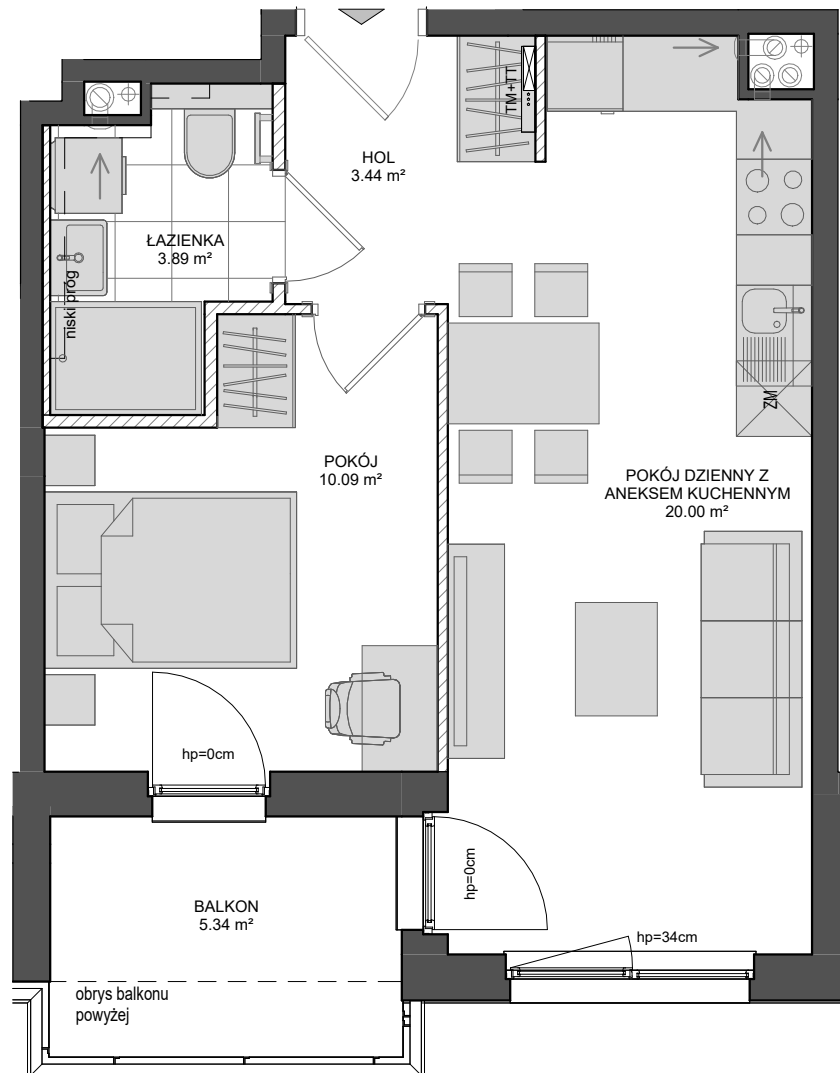 TM+TT
HOL
3.44 m²
ŁAZIENKA
3.89 m²
niski próg
ZM
POKÓJ
10.09 m²
POKÓJ DZIENNY Z
ANEKSEM KUCHENNYM
20.00 m²
hp=0cm
hp=0cm
BALKON
5.34 m²
hp=34cm
obrys balkonu
powyżej